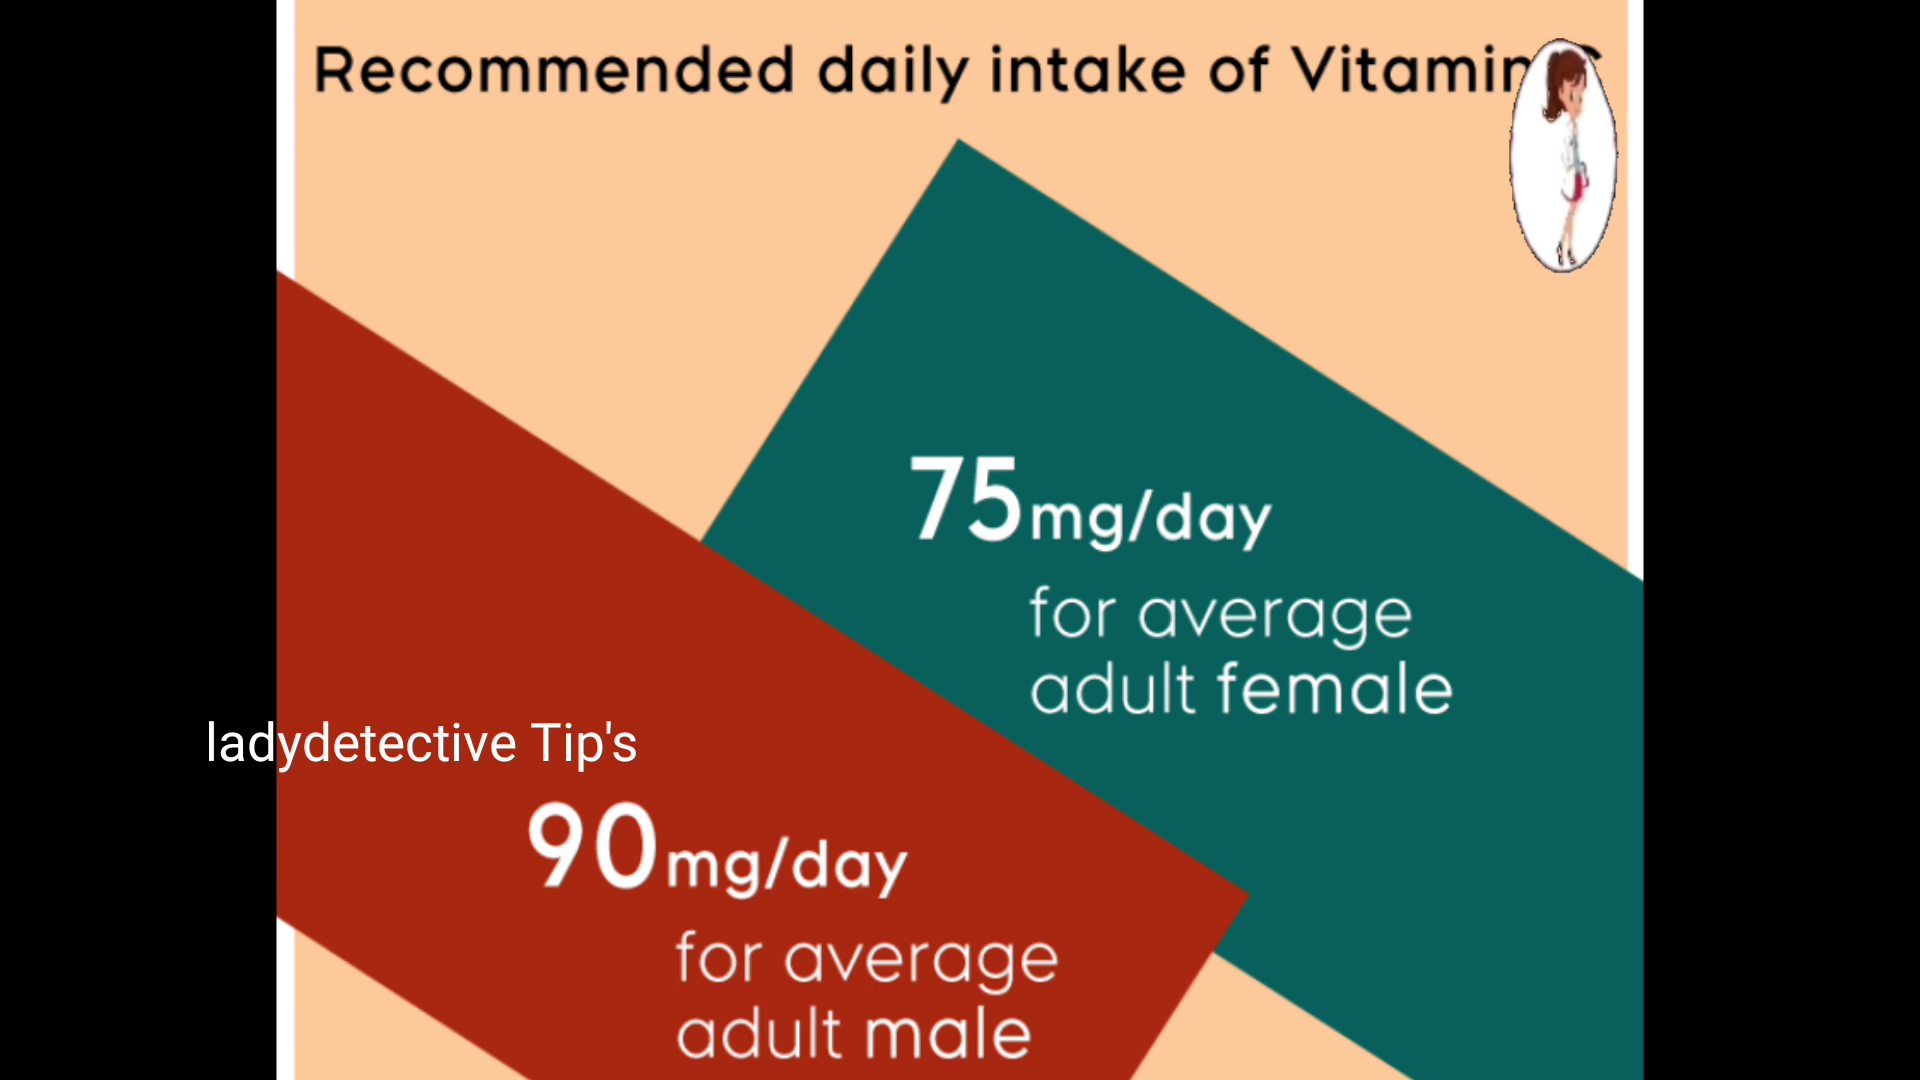 Recommended daily intake of Vitamin
75mg/day
for average
adult female
ladydetective Tip's
90mg/day
for average
adult male